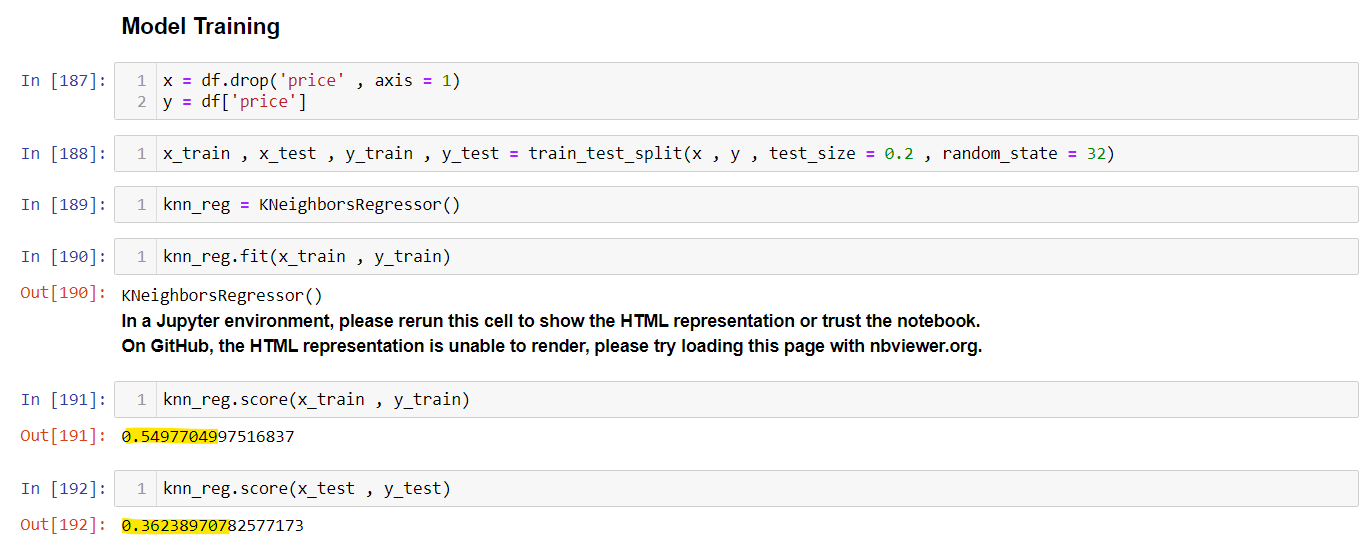 Model Training
In [187]: 1 x = df.drop('price' , axis = 1)
2 y = df['price']
In [188]: 1 x_train , x_test , y_train , y_test = train_test_split(x , y , test_size = 0.2 , random_state = 32)
In [189]: 1 knn_reg = KNeighborsRegressor()
In [190]: 1 knn_reg.fit(x_train , y_train)
Out[190]: KNeighborsRegressor()
In a Jupyter environment, please rerun this cell to show the HTML representation or trust the notebook.
On GitHub, the HTML representation is unable to render, please try loading this page with nbviewer.org.
In [191]: 1 knn_reg.score(x_train , y_train)
Out[191]: 0.5497704997516837
In [192]: 1 knn_reg.score(x_test , y_test)
Out[192]: 0.36238970782577173